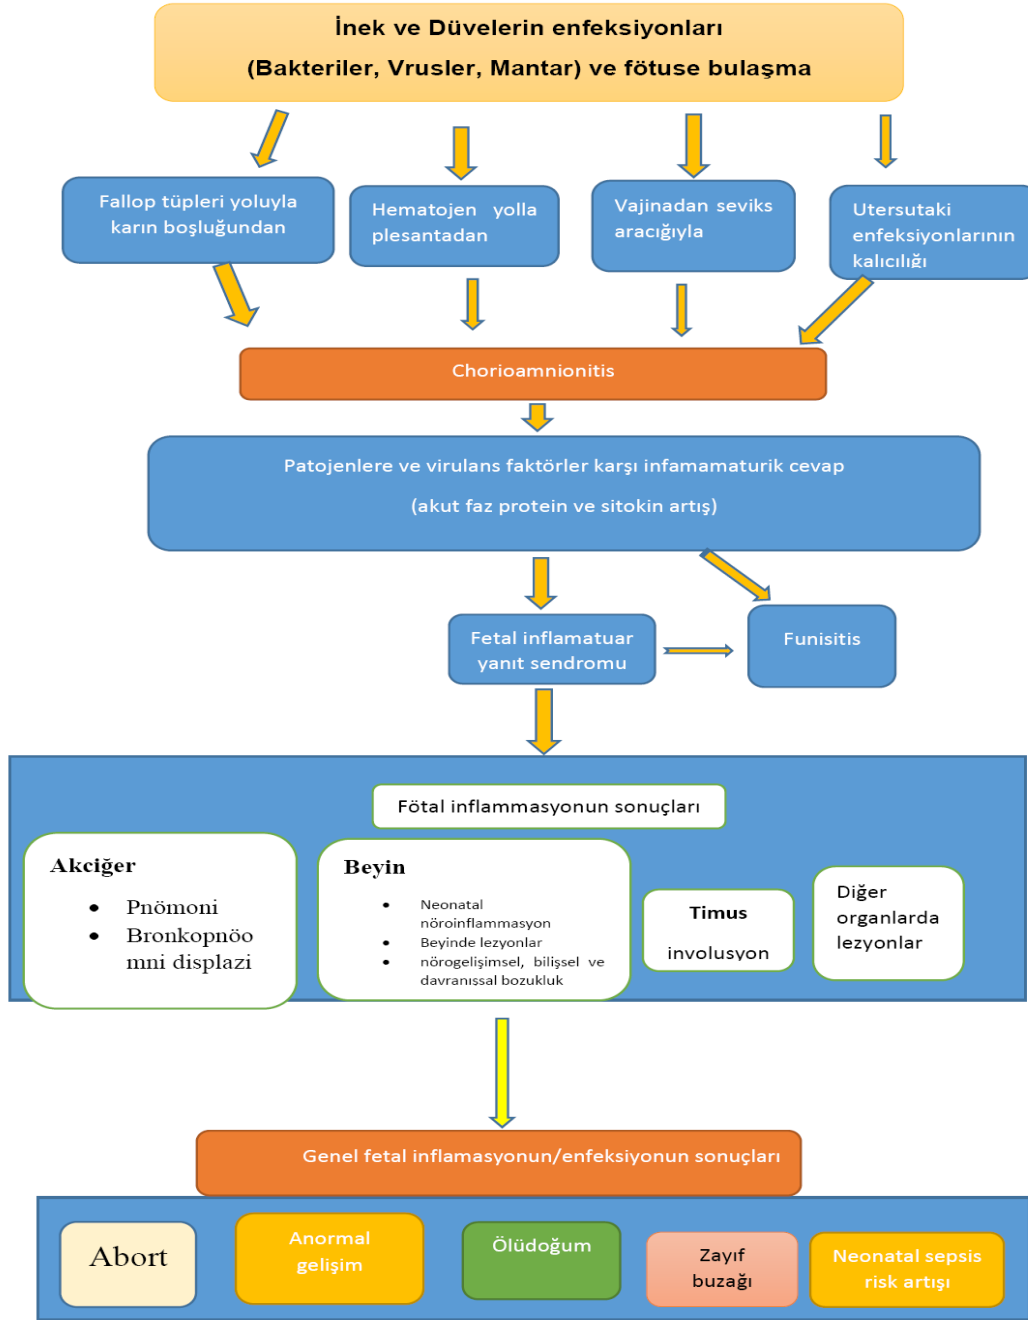 İnek ve Düvelerin enfeksiyonları
(Bakteriler, Vrusler, Mantar) ve fötuse bulaşma
Fallop tüpleri yoluyla
karın boşluğundan
Hematojen yolla
plesantadan
Vajinadan seviks
aracığıyla
Utersutaki
enfeksiyonlarının
kalıcılığı
Chorioamnionitis
Patojenlere ve virulans faktörler karşı infamamaturik cevap
(akut faz protein ve sitokin artış)
Fetal inflamatuar
yanıt sendromu
Funisitis
Fötal inflammasyonun sonuçları
Akciğer
• Pnömoni
• Bronkopnöo
mni displazi
Beyin
• Neonatal
nöroinflammasyon
• Beyinde lezyonlar
• nörogelişimsel, bilişsel ve
davranıssal bozukluk
Timus
involusyon
Diğer
organlarda
lezyonlar
Genel fetal inflamasyonun/enfeksiyonun sonuçları
Abort
Anormal
gelişim
Ölüdoğum
Zayıf
buzağı
Neonatal sepsis
risk artışı